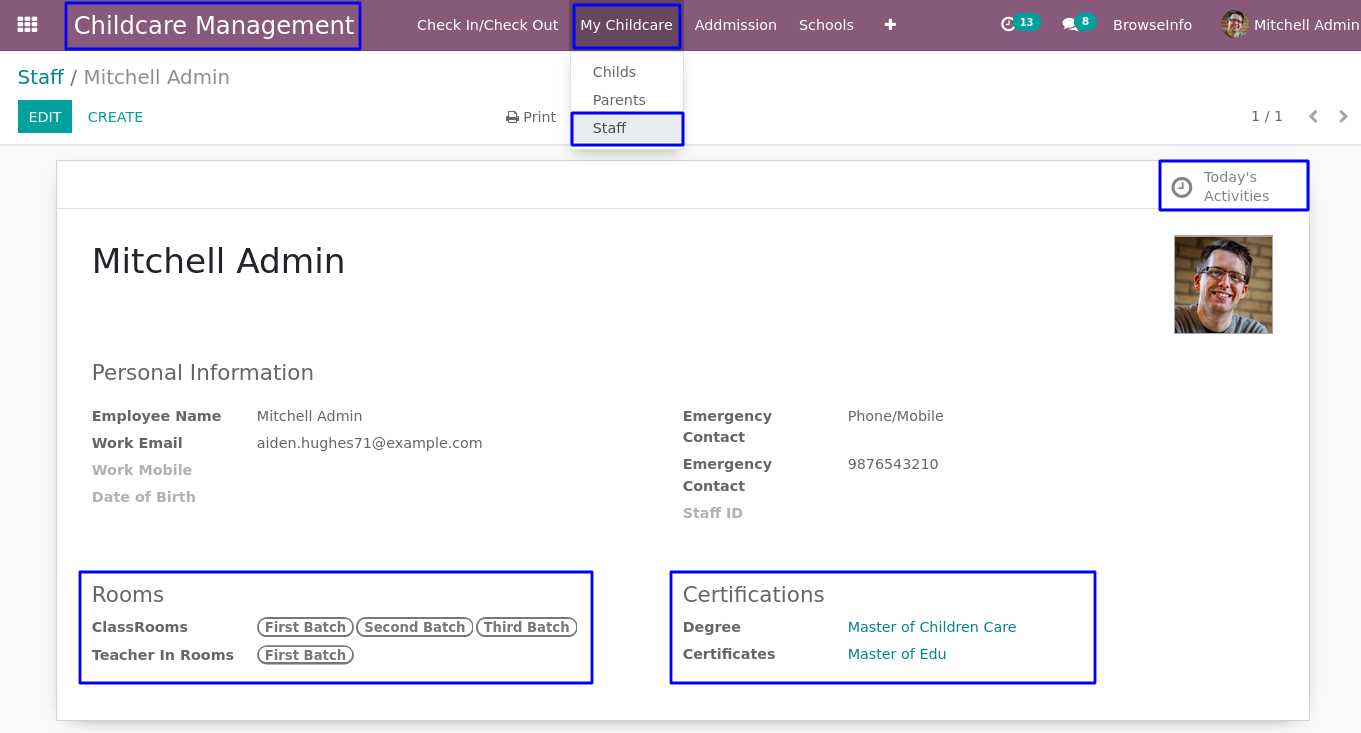 Childcare Management Check In/Check Out My Childcare Addmission Schools 13 8 BrowseInfo Mitchell Admin
Childs
Parents
Staff
Staff / Mitchell Admin
EDIT CREATE Print 1 / 1
Today's
Activities
Mitchell Admin
Personal Information
Employee Name Mitchell Admin
Work Email aiden.hughes71@example.com
Work Mobile
Date of Birth
Emergency Phone/Mobile
Contact
Emergency 9876543210
Contact
Staff ID
Rooms
ClassRooms First Batch Second Batch Third Batch
Teacher In Rooms First Batch
Certifications
Degree Master of Children Care
Certificates Master of Edu